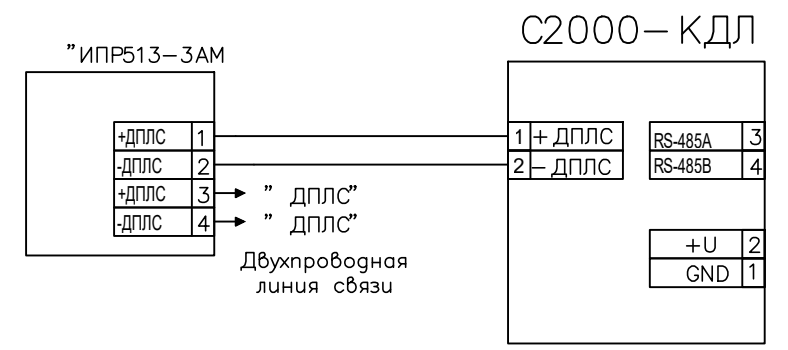 С2000-КДЛ
"ИПР513-3АМ
+ДПЛС 1
-ДПЛС 2
+ДПЛС 3
-ДПЛС 4
" ДПЛС"
" ДПЛС"
Двухпроводная
линия связи
1 + ДПЛС
2 - ДПЛС
RS-485A 3
RS-485B 4
+U 2
GND 1